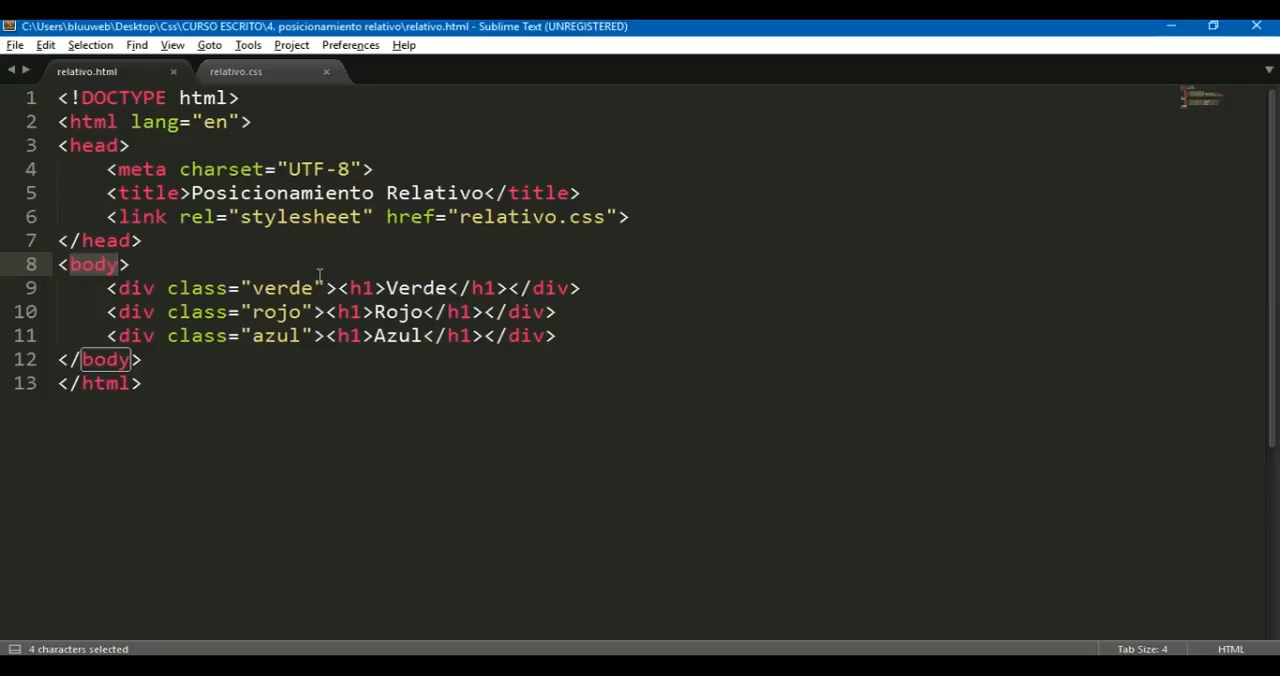 C:\Users\bluuweb\Desktop\Css\CURSO ESCRITO\4. posicionamiento relativo\relativo.html - Sublime Text (UNREGISTERED)
File Edit Selection Find View Goto Tools Project Preferences Help
relativo.html × relativo.css ×
1 <!DOCTYPE html>
2 <html lang="en">
3 <head>
4 <meta charset="UTF-8">
5 <title>Posicionamiento Relativo</title>
6 <link rel="stylesheet" href="relativo.css">
7 </head>
8 <body>
9 <div class="verde"><h1>Verde</h1></div>
10 <div class="rojo"><h1>Rojo</h1></div>
11 <div class="azul"><h1>Azul</h1></div>
12 </body>
13 </html>
4 characters selected Tab Size: 4 HTML